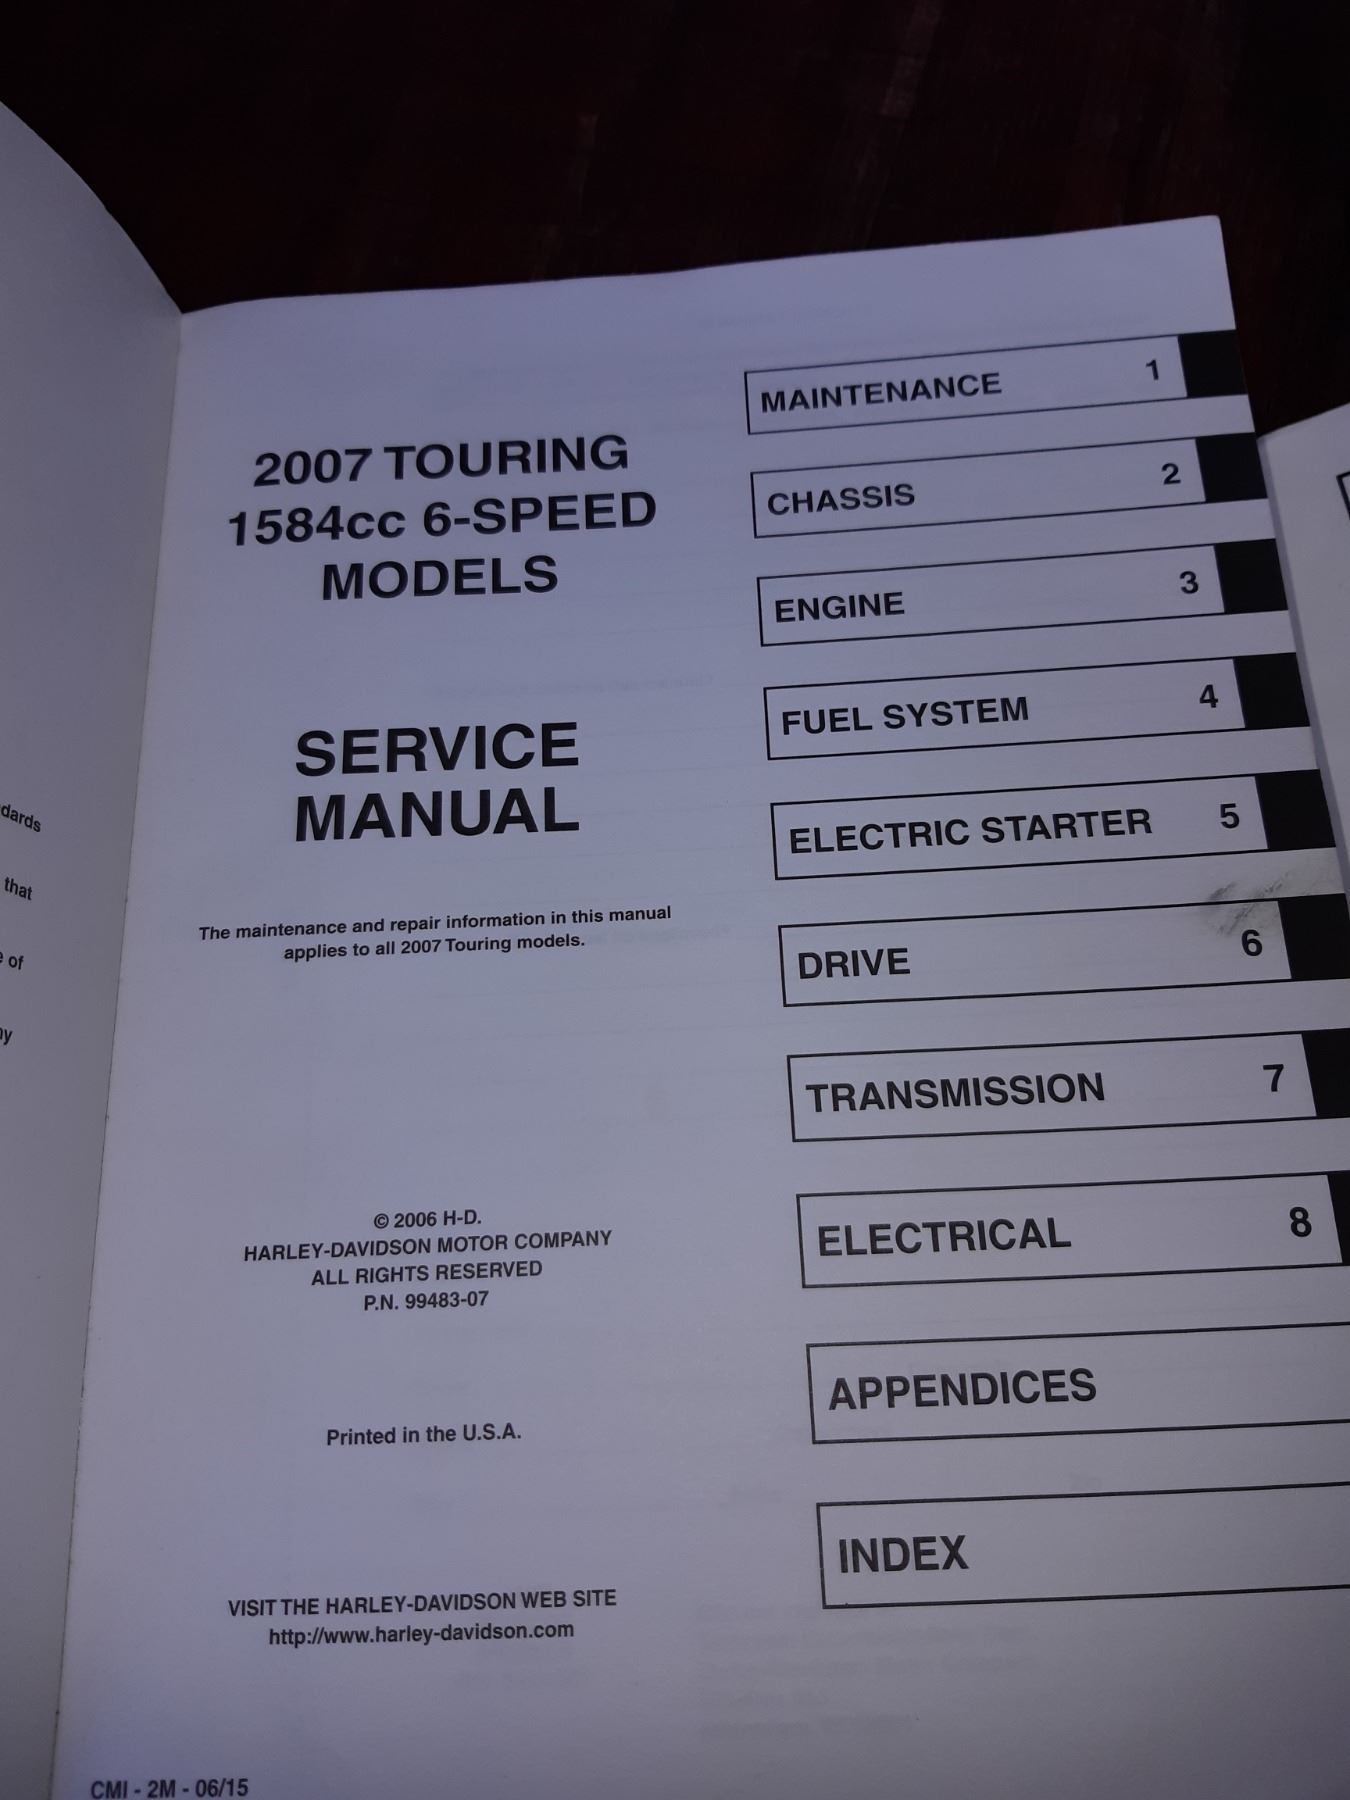 dards
that
of
2007 TOURING
1584cc 6-SPEED
MODELS
SERVICE
MANUAL
The maintenance and repair information in this manual
applies to all 2007 Touring models.
© 2006 H-D.
HARLEY-DAVIDSON MOTOR COMPANY
ALL RIGHTS RESERVED
P.N. 99483-07
Printed in the U.S.A.
VISIT THE HARLEY-DAVIDSON WEB SITE
http://www.harley-davidson.com
CMI - 2M - 06/15
MAINTENANCE 1
CHASSIS 2
ENGINE 3
FUEL SYSTEM 4
ELECTRIC STARTER 5
DRIVE 6
TRANSMISSION 7
ELECTRICAL 8
APPENDICES
INDEX